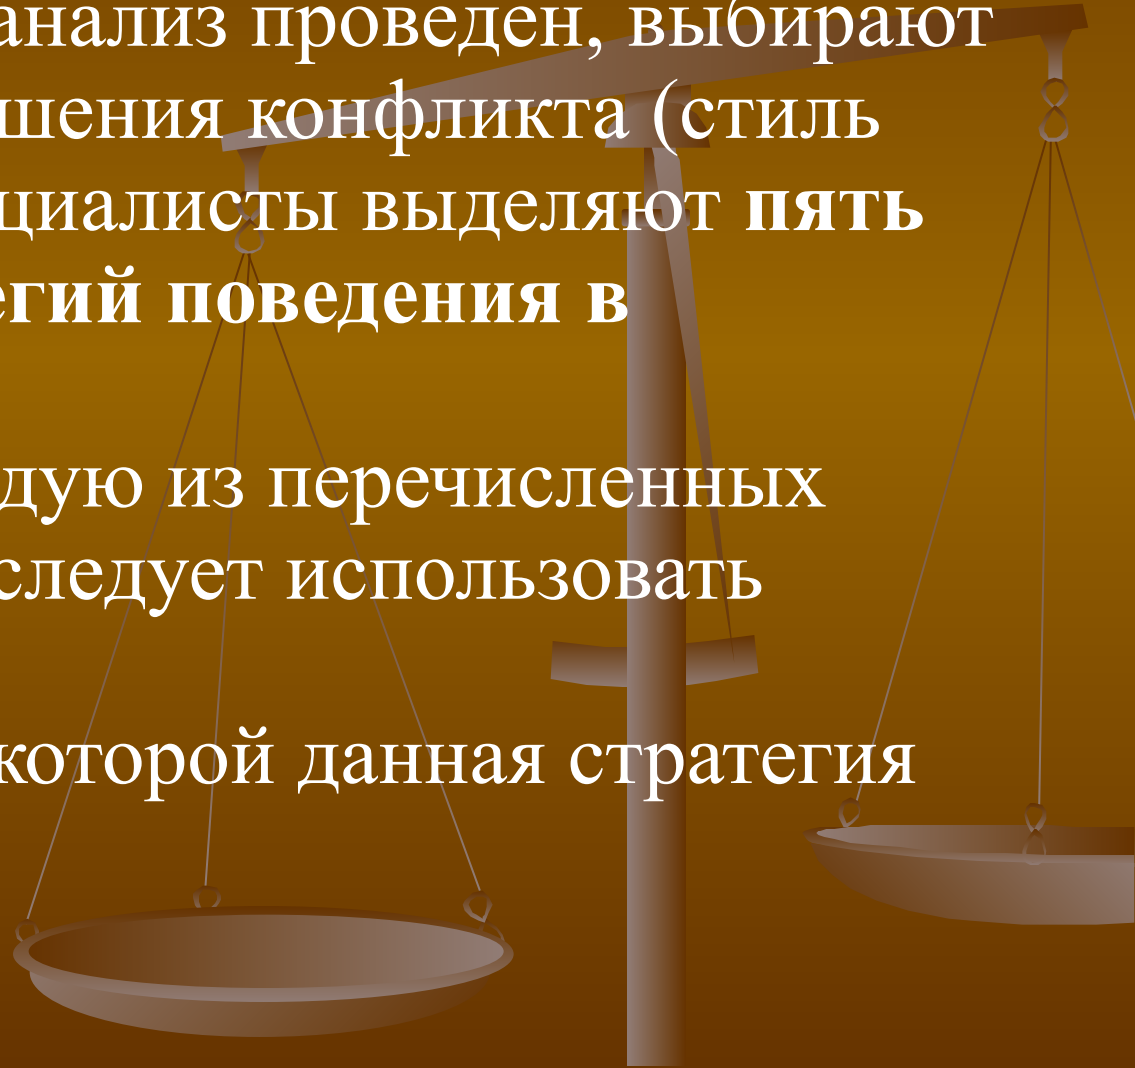 анализ проведен, выбирают
шения конфликта (стиль
циалисты выделяют пять
егий поведения в
дую из перечисленных
следует использовать
которой данная стратегия